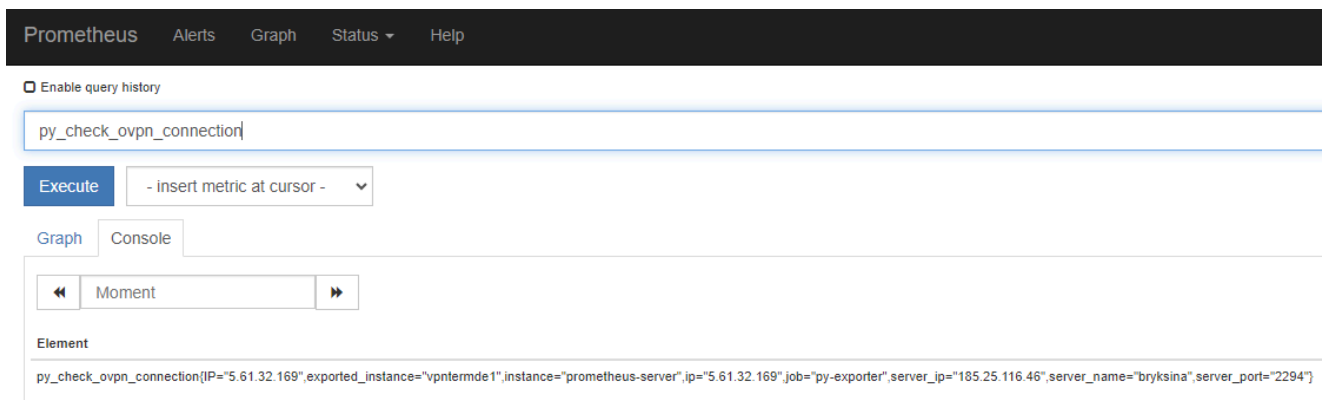 Prometheus Alerts Graph Status Help
Enable query history
py_check_ovpn_connection
Execute - insert metric at cursor -
Graph Console
Moment
Element
py_check_ovpn_connection{IP="5.61.32.169",exported_instance="vpntermde1",instance="prometheus-server",ip="5.61.32.169",job="py-exporter",server_ip="185.25.116.46",server_name="bryksina",server_port="2294"}